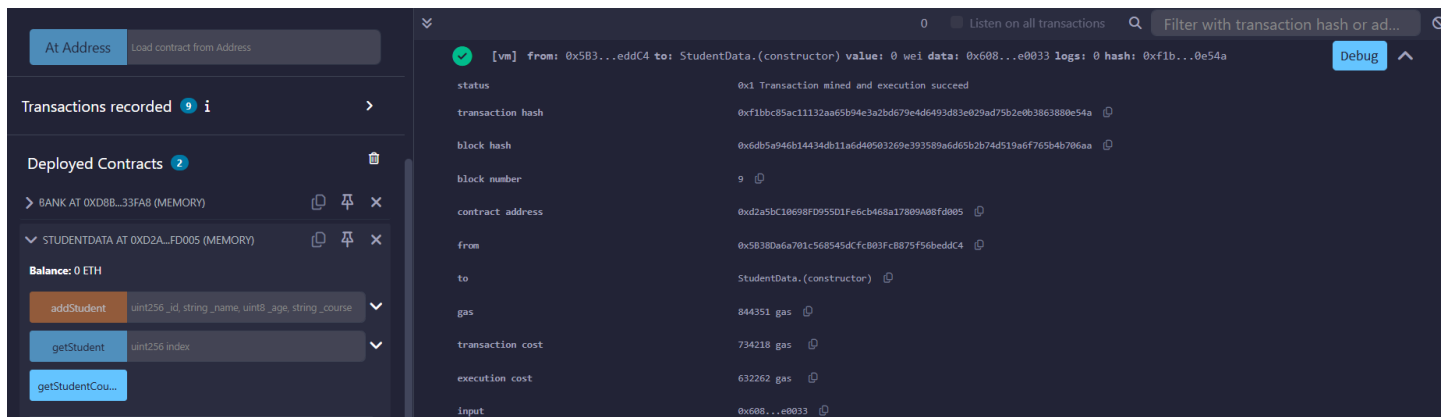 At Address Load contract from Address
Transactions recorded 9 i
Deployed Contracts 2
BANK AT 0XD8B...33FA8 (MEMORY)
STUDENTDATA AT 0XD2A...FD005 (MEMORY)
Balance: 0 ETH
addStudent uint256 _id, string _name, uint8 _age, string _course
getStudent uint256 index
getStudentCou...
0 Listen on all transactions Filter with transaction hash or ad...
[vm] from: 0x5B3...eddC4 to: StudentData.(constructor) value: 0 wei data: 0x608...e0033 logs: 0 hash: 0xf1b...0e54a Debug
status 0x1 Transaction mined and execution succeed
transaction hash 0xf1bbc85ac11132aa65b94e3a2bd679e4d6493d83e029ad75b2e0b3863880e54a
block hash 0x6db5a946b14434db11a6d40503269e393589a6d65b2b74d519a6f765b4b706aa
block number 9
contract address 0xd2a5bC10698FD955D1Fe6cb468a17809A08fd005
from 0x5B38Da6a701c568545dCfcB03FcB875f56beddC4
to StudentData.(constructor)
gas 844351 gas
transaction cost 734218 gas
execution cost 632262 gas
input 0x608...e0033